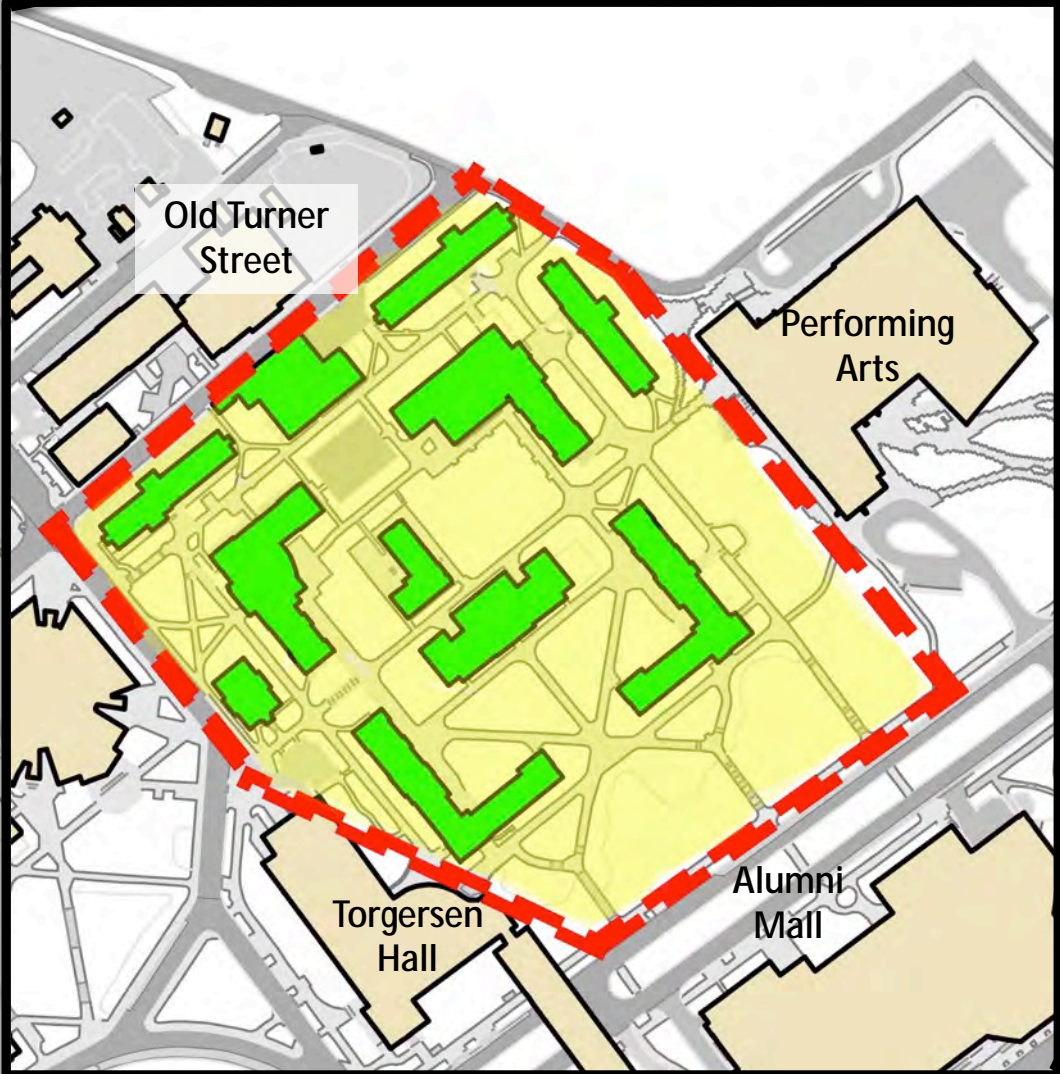 Old Turner
Street
Performing
Arts
Alumni
Mall
Torgersen
Hall